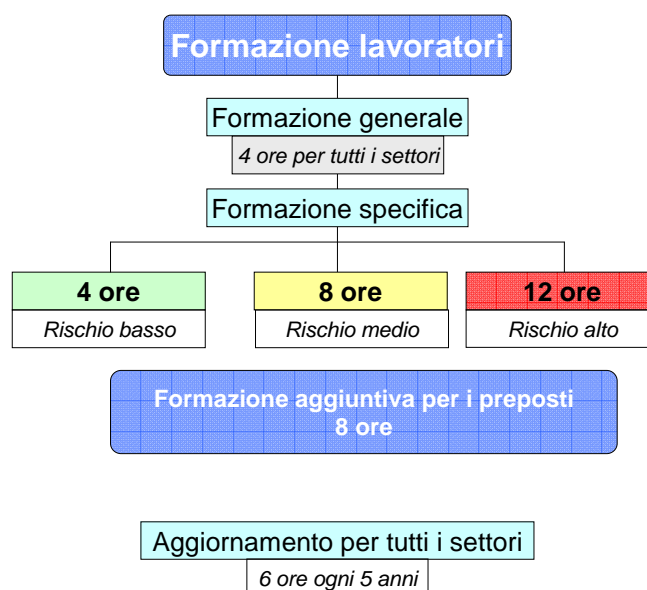 Formazione lavoratori
Formazione generale
4 ore per tutti i settori
Formazione specifica
4 ore
8 ore
12 ore
Rischio basso
Rischio medio
Rischio alto
Formazione aggiuntiva per i preposti
8 ore
Aggiornamento per tutti i settori
6 ore ogni 5 anni